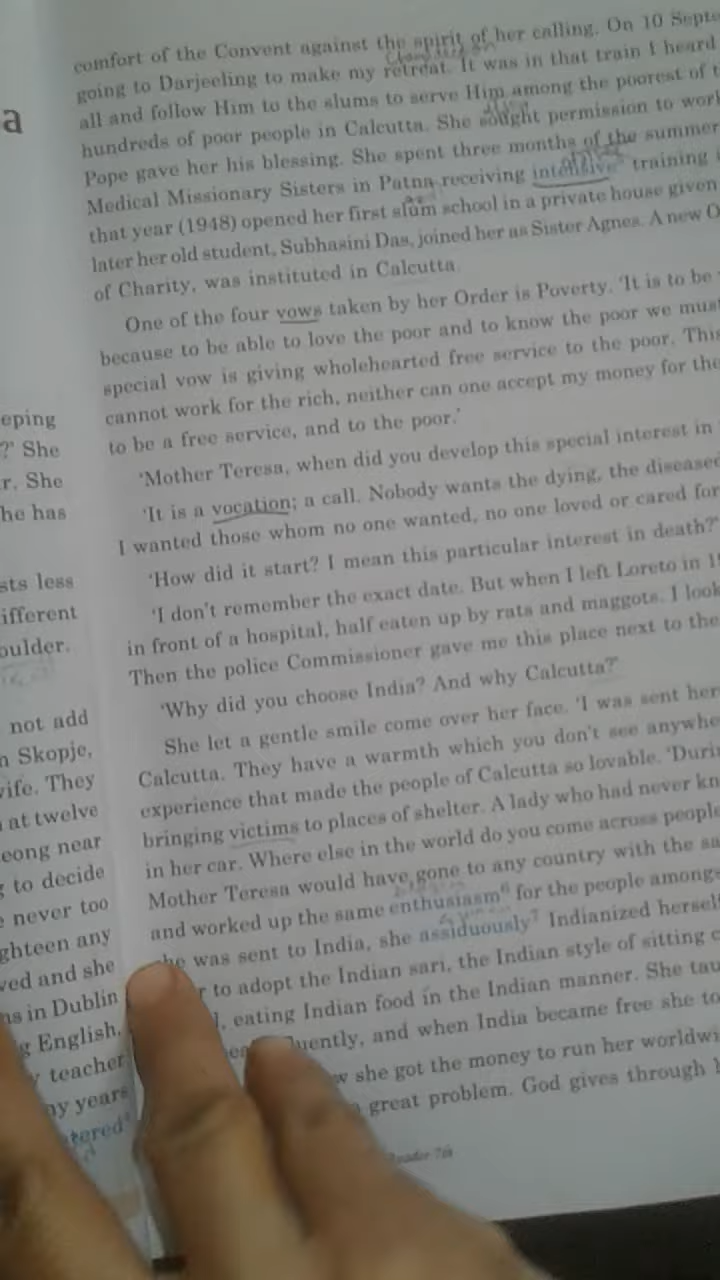 a
eping
?' She
r. She
he has
sts less
ifferent
oulder.
not add
n Skopje,
vife. They
at twelve
eong near
g to decide
e never too
ghteen any
ved and she
as in Dublin
g English,
teacher
ny years
tered
comfort of the Convent against the spirit of her calling. On 10 Septe
going to Darjeeling to make my retreat. It was in that train I heard
all and follow Him to the slums to serve Him among the poorest of t
hundreds of poor people in Calcutta. She sought permission to work
Pope gave her his blessing. She spent three months of the summer
Medical Missionary Sisters in Patna receiving intensive training
that year (1948) opened her first slum school in a private house given
later her old student, Subhasini Das, joined her as Sister Agnes. A new O
of Charity, was instituted in Calcutta
One of the four vows taken by her Order is Poverty. 'It is to be
because to be able to love the poor and to know the poor we must
special vow is giving wholehearted free service to the poor. This
cannot work for the rich, neither can one accept my money for the
to be a free service, and to the poor.'
'Mother Teresa, when did you develop this special interest in
'It is a vocation; a call. Nobody wants the dying, the diseased
I wanted those whom no one wanted, no one loved or cared for
'How did it start? I mean this particular interest in death?'
'I don't remember the exact date. But when I left Loreto in 1
in front of a hospital, half eaten up by rats and maggots. I look
Then the police Commissioner gave me this place next to the
'Why did you choose India? And why Calcutta?'
She let a gentle smile come over her face. 'I was sent her
Calcutta. They have a warmth which you don't see anywhe
experience that made the people of Calcutta so lovable. 'Durin
bringing victims to places of shelter. A lady who had never kn
in her car. Where else in the world do you come across people
Mother Teresa would have gone to any country with the sa
and worked up the same enthusiasm6 for the people amongs
she was sent to India, she assiduously7 Indianized herself
r to adopt the Indian sari, the Indian style of sitting
, eating Indian food in the Indian manner. She tau
uently, and when India became free she to
w she got the money to run her worldwi
great problem. God gives through
Reader 7th